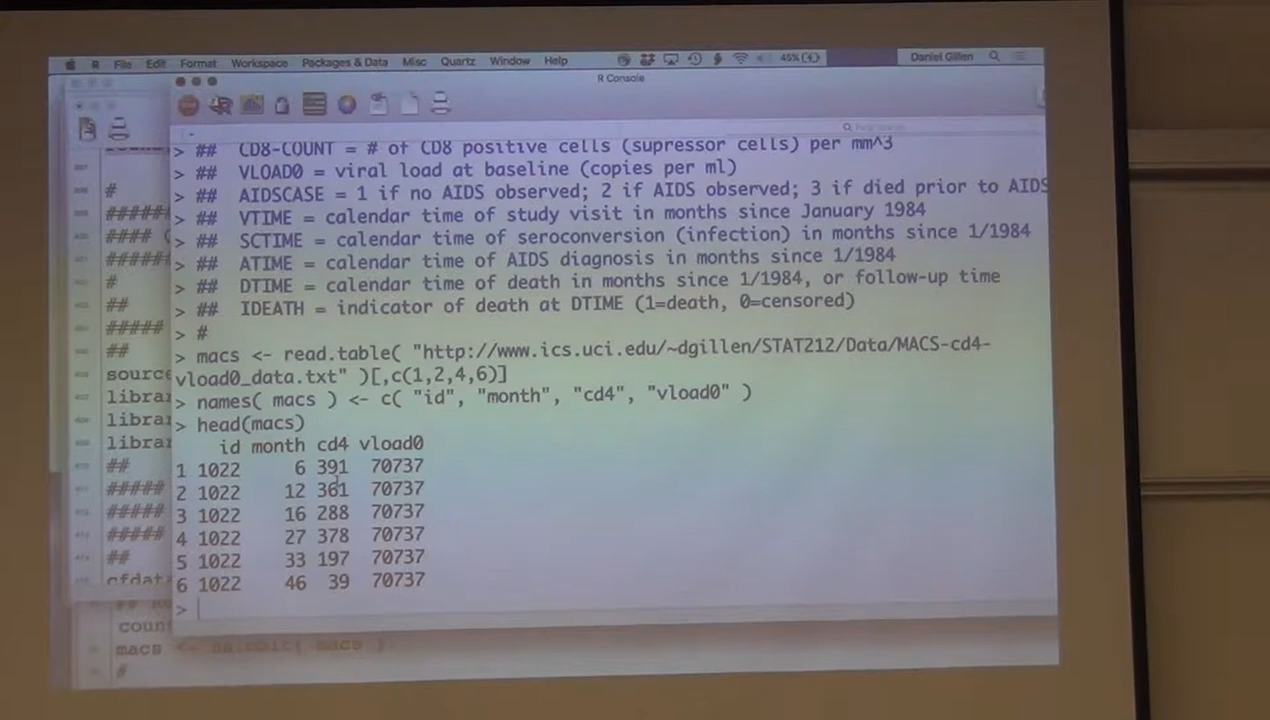 R File Edit Format Workspace Packages & Data Misc Quartz Window Help 45% Daniel Gillen
R Console
> ## CD8-COUNT = # of CD8 positive cells (supressor cells) per mm^3
> ## VLOAD0 = viral load at baseline (copies per ml)
> ## AIDSCASE = 1 if no AIDS observed; 2 if AIDS observed; 3 if died prior to AIDS
> ## VTIME = calendar time of study visit in months since January 1984
> ## SCTIME = calendar time of seroconversion (infection) in months since 1/1984
> ## ATIME = calendar time of AIDS diagnosis in months since 1/1984
> ## DTIME = calendar time of death in months since 1/1984, or follow-up time
> ## IDEATH = indicator of death at DTIME (1=death, 0=censored)
> #
> macs <- read.table( "http://www.ics.uci.edu/~dgillen/STAT212/Data/MACS-cd4-
vload0_data.txt" )[,c(1,2,4,6)]
> names( macs ) <- c( "id", "month", "cd4", "vload0" )
> head(macs)
id month cd4 vload0
1 1022 6 391 70737
2 1022 12 361 70737
3 1022 16 288 70737
4 1022 27 378 70737
5 1022 33 197 70737
6 1022 46 39 70737
>
#
######
#### (
######
#
##
#####
##
source
librar
librar
librar
##
#####
#####
#####
##
cfdata
coun
macs <- macs )
#